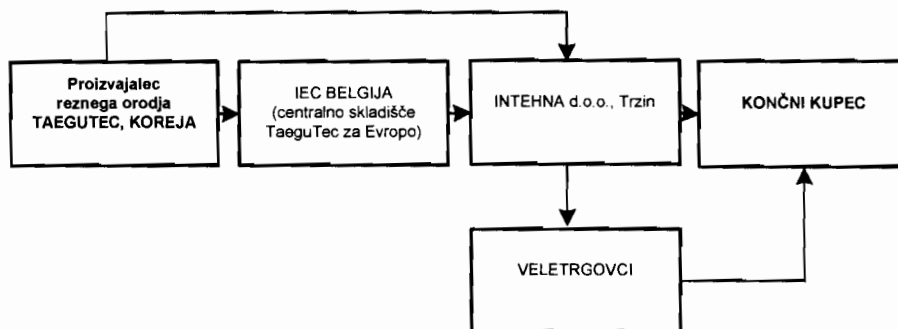 Proizvajalec
reznega orodja
TAEGUTEC, KOREJA
IEC BELGIJA
(centralno skladišče
TaeguTec za Evropo)
INTEHNA d.o.o., Trzin
KONČNI KUPEC
VELETRGOVCI